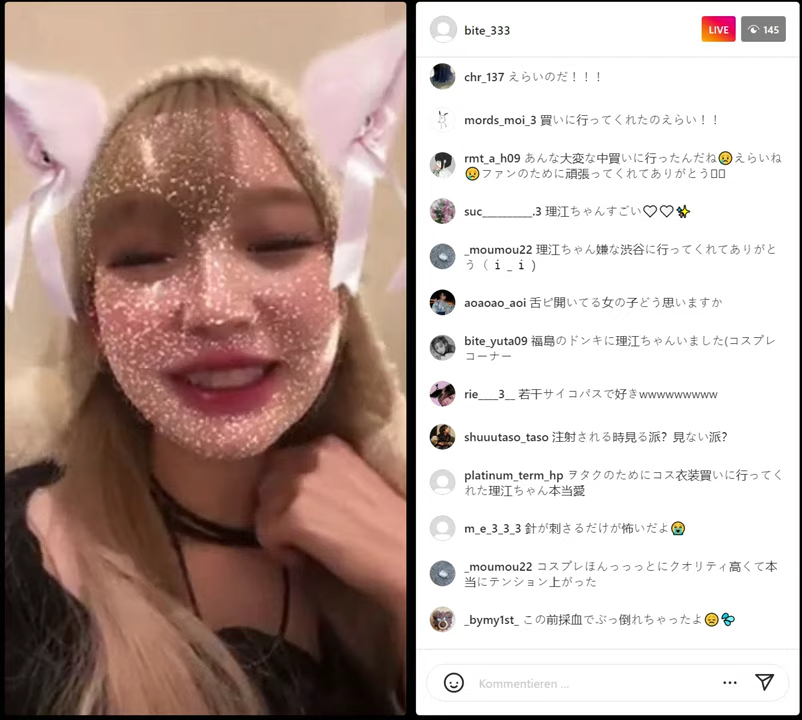 bite_333
LIVE
145
chr_137 えらいのだ！！！
mords_moi_3 買いに行ってくれたのえらい！！
rmt_a_h09 あんな大変な中買いに行ったんだね😥えらいね
😥ファンのために頑張ってくれてありがとう
suc_________.3 理江ちゃんすごい♡♡✨
_moumou22 理江ちゃん嫌な渋谷に行ってくれてありがと
う（ｉ_ｉ）
aoaoao_aoi 舌ピ開いてる女の子どう思いますか
bite_yuta09 福島のドンキに理江ちゃんいました(コスプレ
コーナー
rie____3__ 若干サイコパスで好きwwwwwwwww
shuuutaso_taso 注射される時見る派？見ない派？
platinum_term_hp ヲタクのためにコス衣装買いに行ってく
れた理江ちゃん本当愛
m_e_3_3_3 針が刺さるだけが怖いだよ😭
_moumou22 コスプレほんっっっとにクオリティ高くて本
当にテンション上がった
_bymy1st_ この前採血でぶっ倒れちゃったよ😞💦
Kommentieren ...